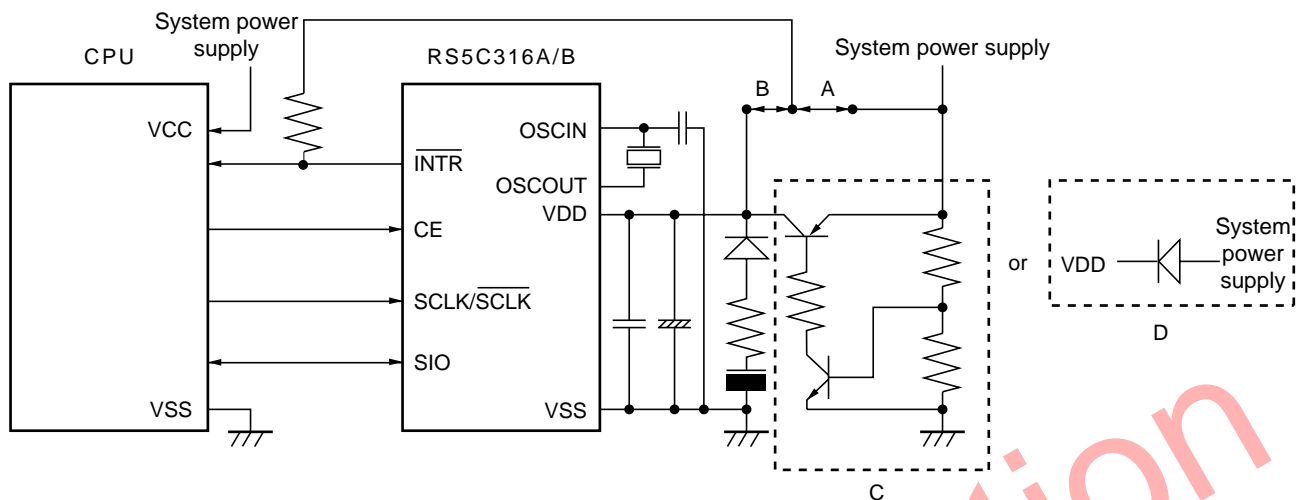 System power
supply
CPU
RS5C316A/B
System power supply
B
A
VCC
INTR
OSCIN
OSCOUT
VDD
CE
SCLK/SCLK
SIO
VSS
VSS
or
VDD
System
power
supply
D
C